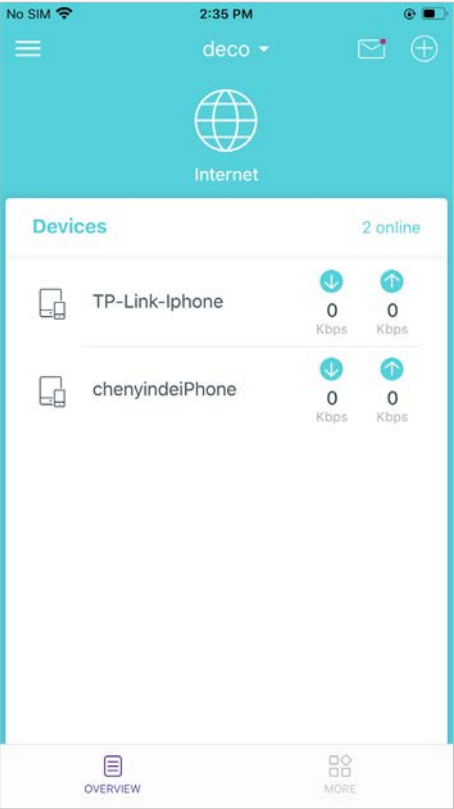 No SIM 2:35 PM
deco
Internet
Devices 2 online
TP-Link-Iphone 0 0
Kbps Kbps
chenyindeiPhone 0 0
Kbps Kbps
OVERVIEW MORE